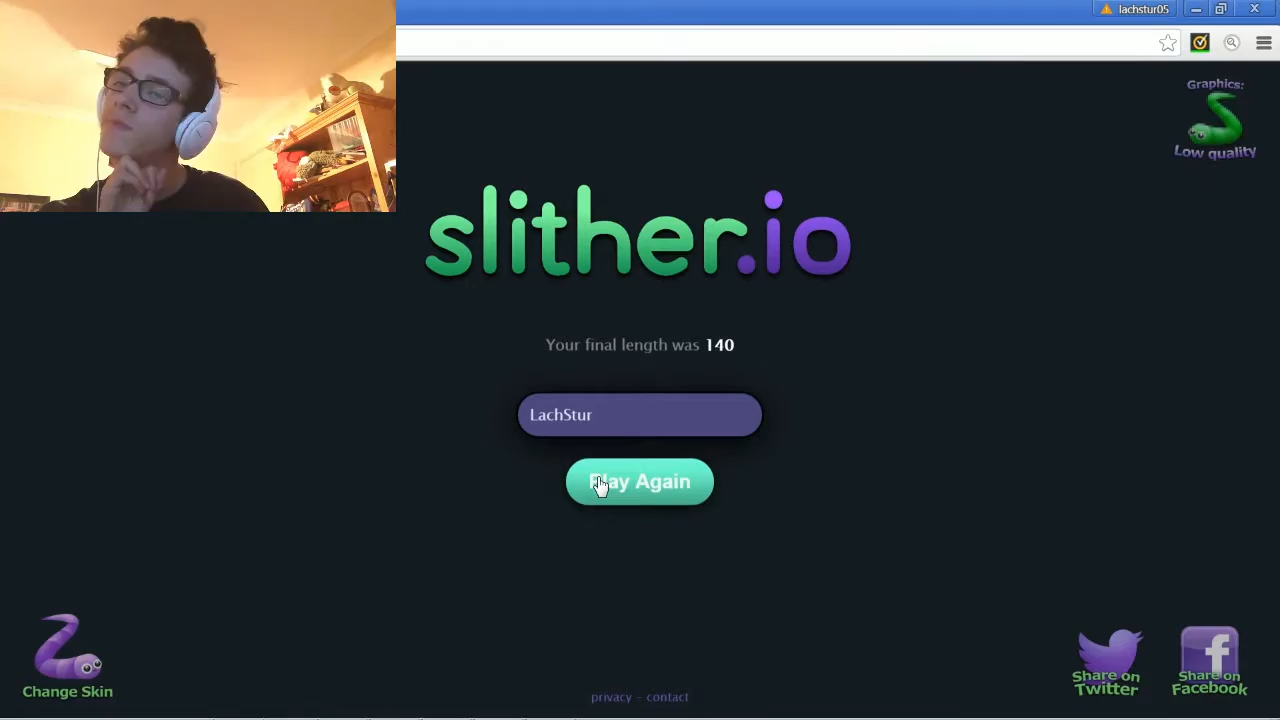 lachstur05
Graphics:
Low quality
slither.io
Your final length was 140
LachStur
Play Again
Change Skin
Share on
Twitter
Share on
Facebook
privacy - contact